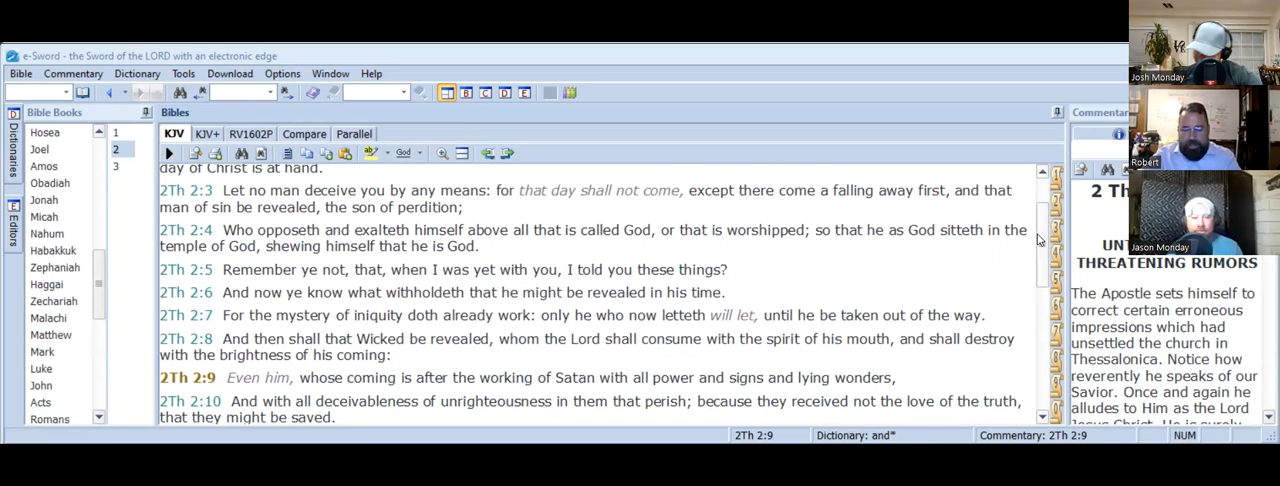 e-Sword - the Sword of the LORD with an electronic edge
Bible Commentary Dictionary Tools Download Options Window Help
B C D E
Dictionaries
Editors
Bible Books
Hosea 1
Joel 2
Amos 3
Obadiah
Jonah
Micah
Nahum
Habakkuk
Zephaniah
Haggai
Zechariah
Malachi
Matthew
Mark
Luke
John
Acts
Romans
Bibles
KJV KJV+ RV1602P Compare Parallel
God
day of Christ is at hand.
2Th 2:3 Let no man deceive you by any means: for that day shall not come, except there come a falling away first, and that
man of sin be revealed, the son of perdition;
2Th 2:4 Who opposeth and exalteth himself above all that is called God, or that is worshipped; so that he as God sitteth in the
temple of God, shewing himself that he is God.
2Th 2:5 Remember ye not, that, when I was yet with you, I told you these things?
2Th 2:6 And now ye know what withholdeth that he might be revealed in his time.
2Th 2:7 For the mystery of iniquity doth already work: only he who now letteth will let, until he be taken out of the way.
2Th 2:8 And then shall that Wicked be revealed, whom the Lord shall consume with the spirit of his mouth, and shall destroy
with the brightness of his coming:
2Th 2:9 Even him, whose coming is after the working of Satan with all power and signs and lying wonders,
2Th 2:10 And with all deceivableness of unrighteousness in them that perish; because they received not the love of the truth,
that they might be saved.
Commentar
2 Th
UN
THREATENING RUMORS
The Apostle sets himself to
correct certain erroneous
impressions which had
unsettled the church in
Thessalonica. Notice how
reverently he speaks of our
Savior. Once and again he
alludes to Him as the Lord
Jesus Christ. He is surely
Josh Monday
Robert
Jason Monday
2Th 2:9 Dictionary: and* Commentary: 2Th 2:9 NUM